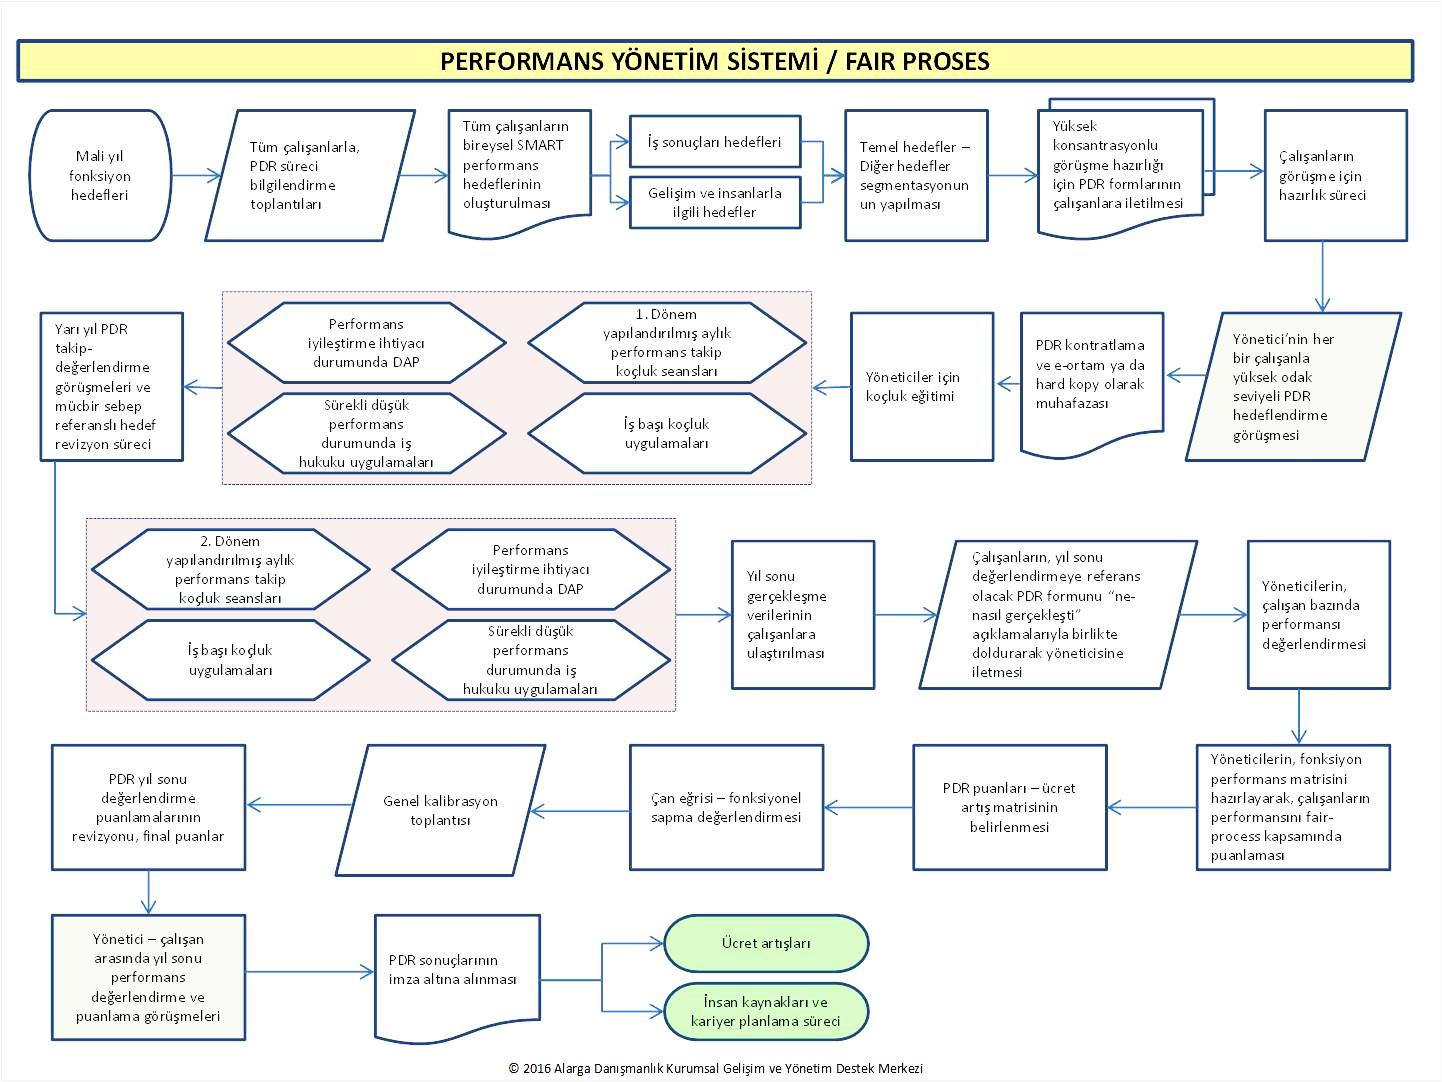 PERFORMANS YÖNETİM SİSTEMİ / FAIR PROSES
Mali yıl
fonksiyon
hedefleri
Tüm çalışanlarla,
PDR süreci
bilgilendirme
toplantıları
Tüm çalışanların
bireysel SMART
performans
hedeflerinin
oluşturulması
İş sonuçları hedefleri
Gelişim ve insanlarla
ilgili hedefler
Temel hedefler –
Diğer hedefler
segmentasyonun
un yapılması
Yüksek
konsantrasyonlu
görüşme hazırlığı
için PDR formlarının
çalışanlara iletilmesi
Çalışanların
görüşme için
hazırlık süreci
Yönetici’nin her
bir çalışanla
yüksek odak
seviyeli PDR
hedeflendirme
görüşmesi
PDR kontratlama
ve e-ortam ya da
hard kopy olarak
muhafazası
Yöneticiler için
koçluk eğitimi
1. Dönem
yapılandırılmış aylık
performans takip
koçluk seansları
Performans
iyileştirme ihtiyacı
durumunda DAP
İş başı koçluk
uygulamaları
Sürekli düşük
performans
durumunda iş
hukuku uygulamaları
Yarı yıl PDR
takip-
değerlendirme
görüşmeleri ve
mücbir sebep
referanslı hedef
revizyon süreci
2. Dönem
yapılandırılmış aylık
performans takip
koçluk seansları
Performans
iyileştirme ihtiyacı
durumunda DAP
İş başı koçluk
uygulamaları
Sürekli düşük
performans
durumunda iş
hukuku uygulamaları
Yıl sonu
gerçekleşme
verilerinin
çalışanlara
ulaştırılması
Çalışanların, yıl sonu
değerlendirmeye referans
olacak PDR formunu “ne-
nasıl gerçekleşti”
açıklamalarıyla birlikte
doldurarak yöneticisine
iletmesi
Yöneticilerin,
çalışan bazında
performansı
değerlendirmesi
Yöneticilerin, fonksiyon
performans matrisini
hazırlayarak, çalışanların
performansını fair-
process kapsamında
puanlaması
PDR puanları – ücret
artış matrisinin
belirlenmesi
Çan eğrisi – fonksiyonel
sapma değerlendirmesi
Genel kalibrasyon
toplantısı
PDR yıl sonu
değerlendirme
puanlamalarının
revizyonu, final puanlar
Yönetici – çalışan
arasında yıl sonu
performans
değerlendirme ve
puanlama görüşmeleri
PDR sonuçlarının
imza altına alınması
Ücret artışları
İnsan kaynakları ve
kariyer planlama süreci
© 2016 Alarga Danışmanlık Kurumsal Gelişim ve Yönetim Destek Merkezi